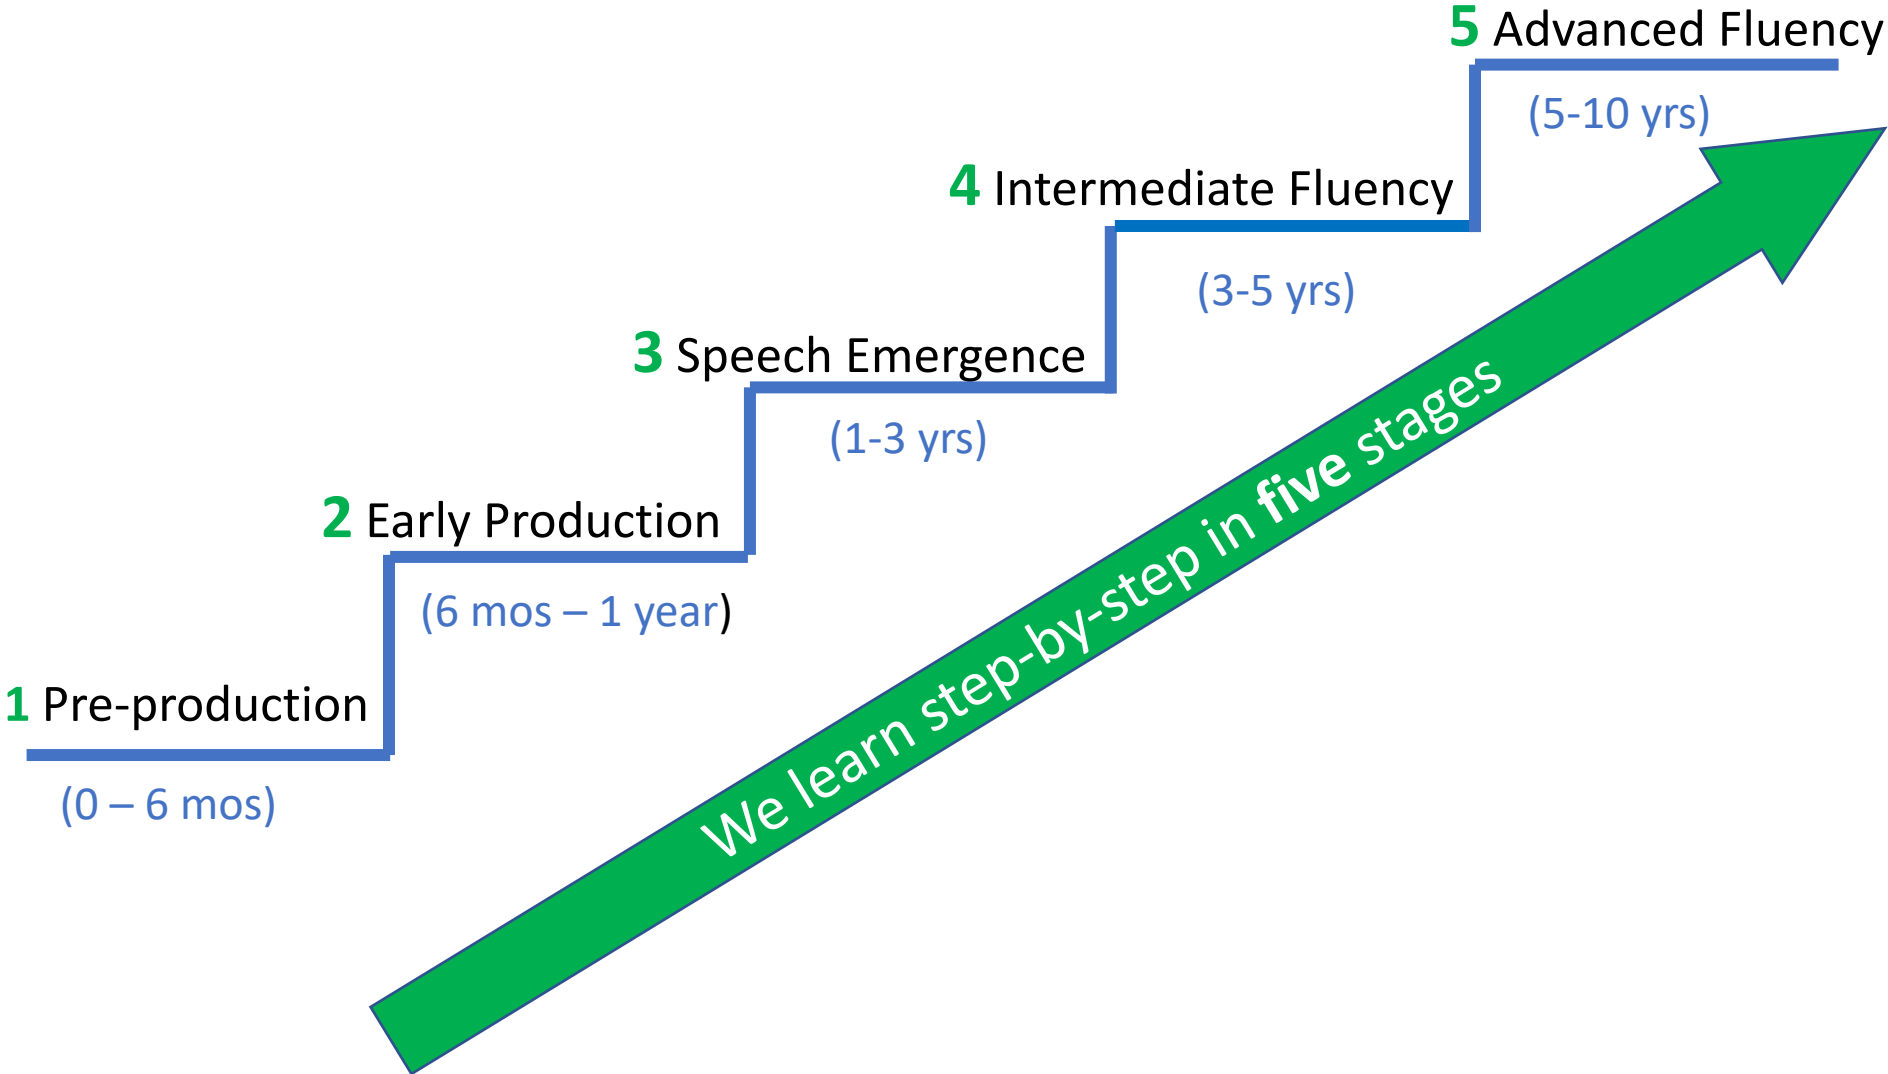 5 Advanced Fluency
(5-10 yrs)
4 Intermediate Fluency
(3-5 yrs)
3 Speech Emergence
(1-3 yrs)
2 Early Production
(6 mos – 1 year)
1 Pre-production
(0 – 6 mos)
We learn step-by-step in five stages